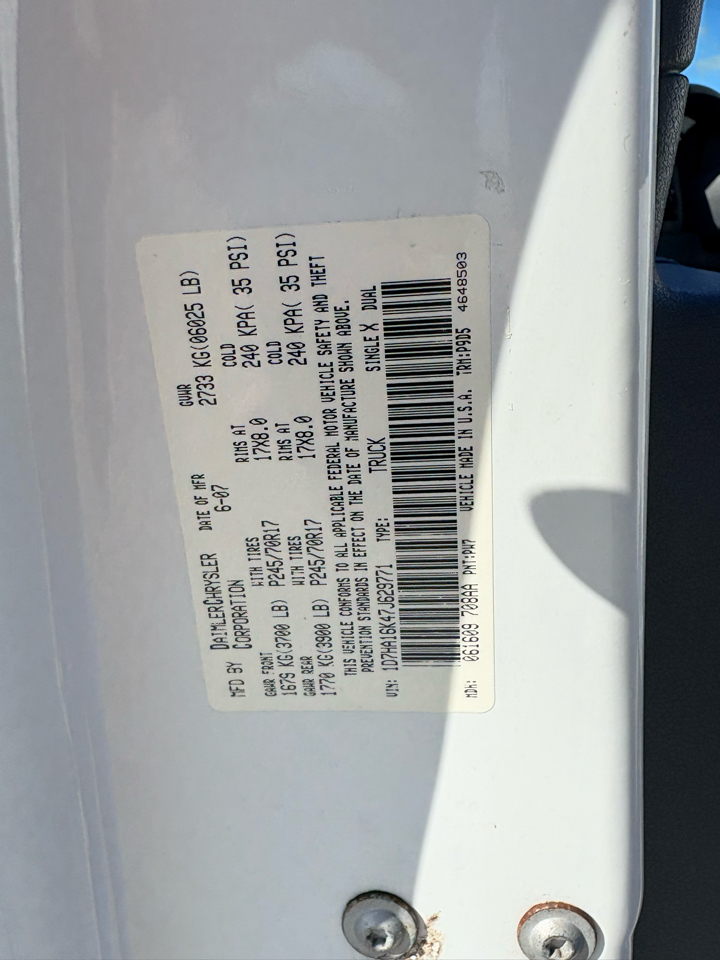 MFD BY DAIMLERCHRYSLER CORPORATION DATE OF MFR 6-07 GVWR 2733 KG(06025 LB)
GAWR FRONT WITH TIRES RIMS AT COLD
1679 KG(3700 LB) P245/70R17 17X8.0 240 KPA( 35 PSI)
GAWR REAR WITH TIRES RIMS AT COLD
1770 KG(3900 LB) P245/70R17 17X8.0 240 KPA( 35 PSI)
THIS VEHICLE CONFORMS TO ALL APPLICABLE FEDERAL MOTOR VEHICLE SAFETY AND THEFT
PREVENTION STANDARDS IN EFFECT ON THE DATE OF MANUFACTURE SHOWN ABOVE.
VIN: 1D7HA16K47J629771 TYPE: TRUCK SINGLE X DUAL
MDH: 061609 708AA PNT:PW7 VEHICLE MADE IN U.S.A. TRM:P9D5 4648503